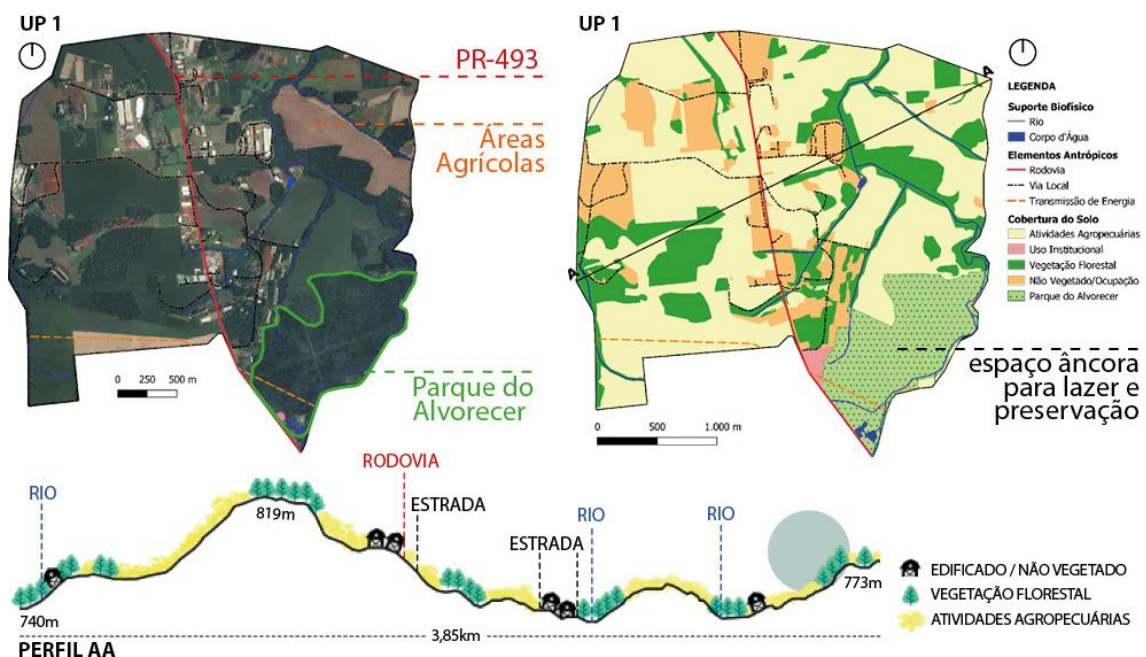 UP 1
PR-493
Áreas
Agrícolas
Parque do
Alvorecer
0 250 500 m
UP 1
A
A
LEGENDA
Suporte Biofísico
Rio
Corpo d'Água
Elementos Antrópicos
Rodovia
Via Local
Transmissão de Energia
Cobertura do Solo
Atividades Agropecuárias
Uso Institucional
Vegetação Florestal
Não Vegetado/Ocupação
Parque do Alvorecer
espaço âncora
para lazer e
preservação
0 500 1.000 m
RIO
819m
RODOVIA
ESTRADA
ESTRADA
RIO
RIO
740m
773m
3,85km
PERFIL AA
EDIFICADO / NÃO VEGETADO
VEGETAÇÃO FLORESTAL
ATIVIDADES AGROPECUÁRIAS